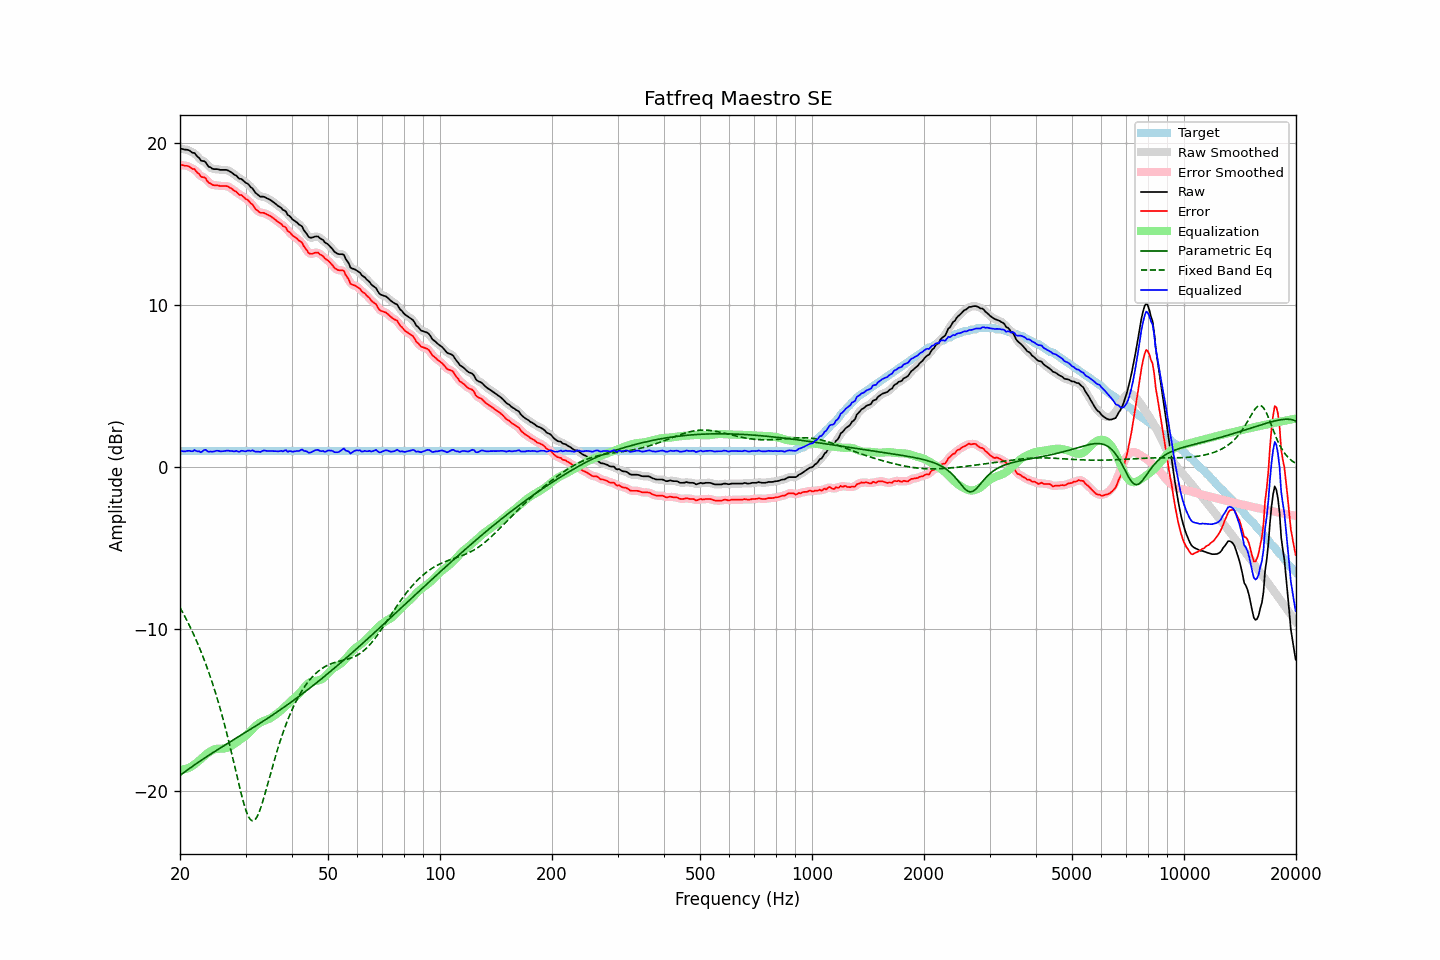 Fatfreq Maestro SE
Target
Raw Smoothed
Error Smoothed
Raw
Error
Equalization
Parametric Eq
Fixed Band Eq
Equalized
Amplitude (dBr)
20
10
0
−10
−20
20
50
100
200
500
1000
2000
5000
10000
20000
Frequency (Hz)